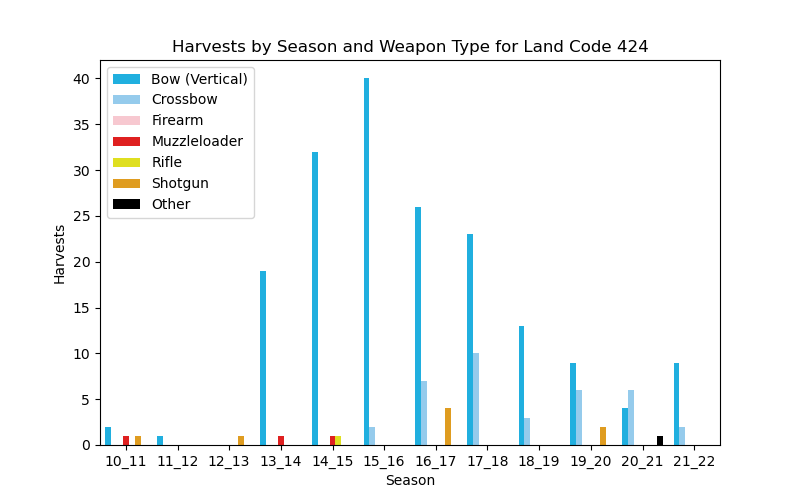 Harvests by Season and Weapon Type for Land Code 424
Bow (Vertical)
Crossbow
Firearm
Muzzleloader
Rifle
Shotgun
Other
Harvests
40
35
30
25
20
15
10
5
0
10_11 11_12 12_13 13_14 14_15 15_16 16_17 17_18 18_19 19_20 20_21 21_22
Season